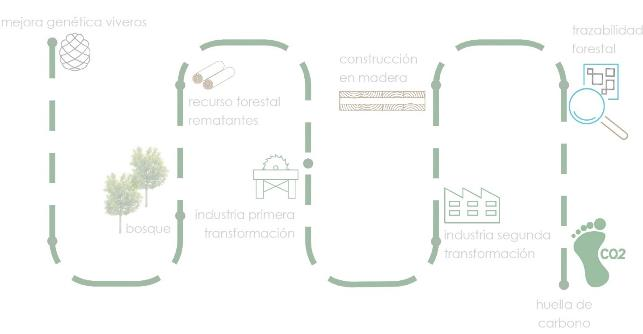 mejora genética viveros
bosque
recurso forestal
rematantes
industria primera
transformación
construcción
en madera
industria segunda
transformación
trazabilidad
forestal
CO2
huella de
carbono